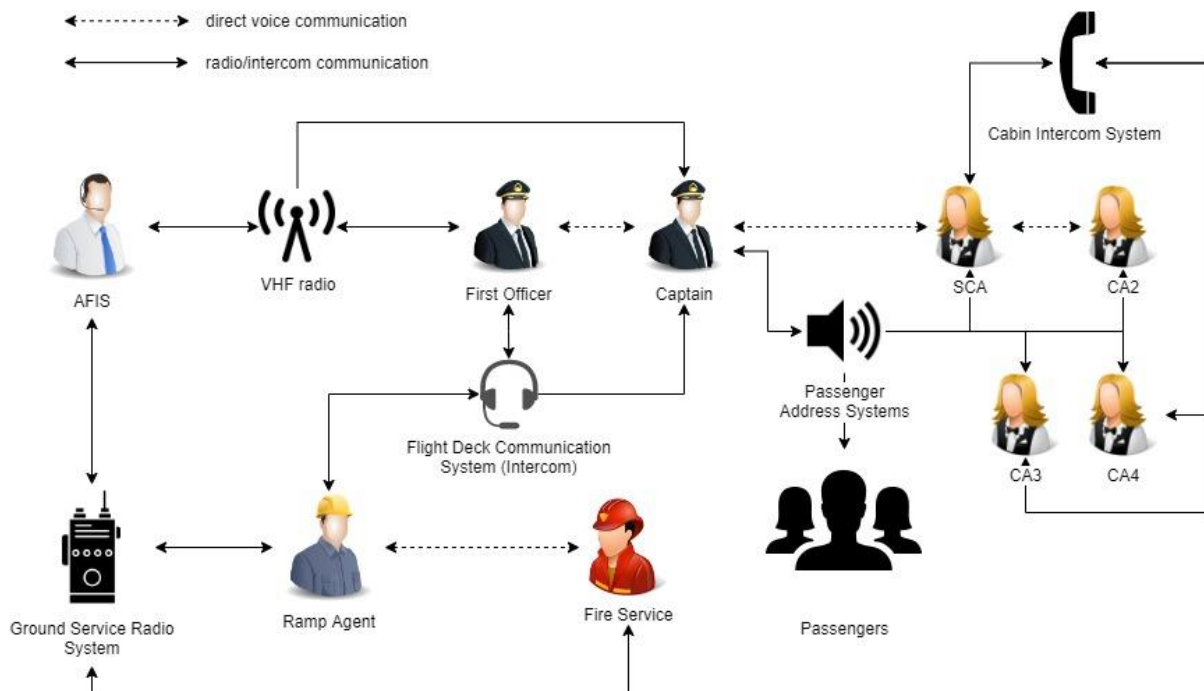 direct voice communication
radio/intercom communication
Cabin Intercom System
AFIS
VHF radio
First Officer
Captain
SCA
CA2
Passenger
Address Systems
Flight Deck Communication
System (Intercom)
CA3
CA4
Ground Service Radio
System
Ramp Agent
Fire Service
Passengers